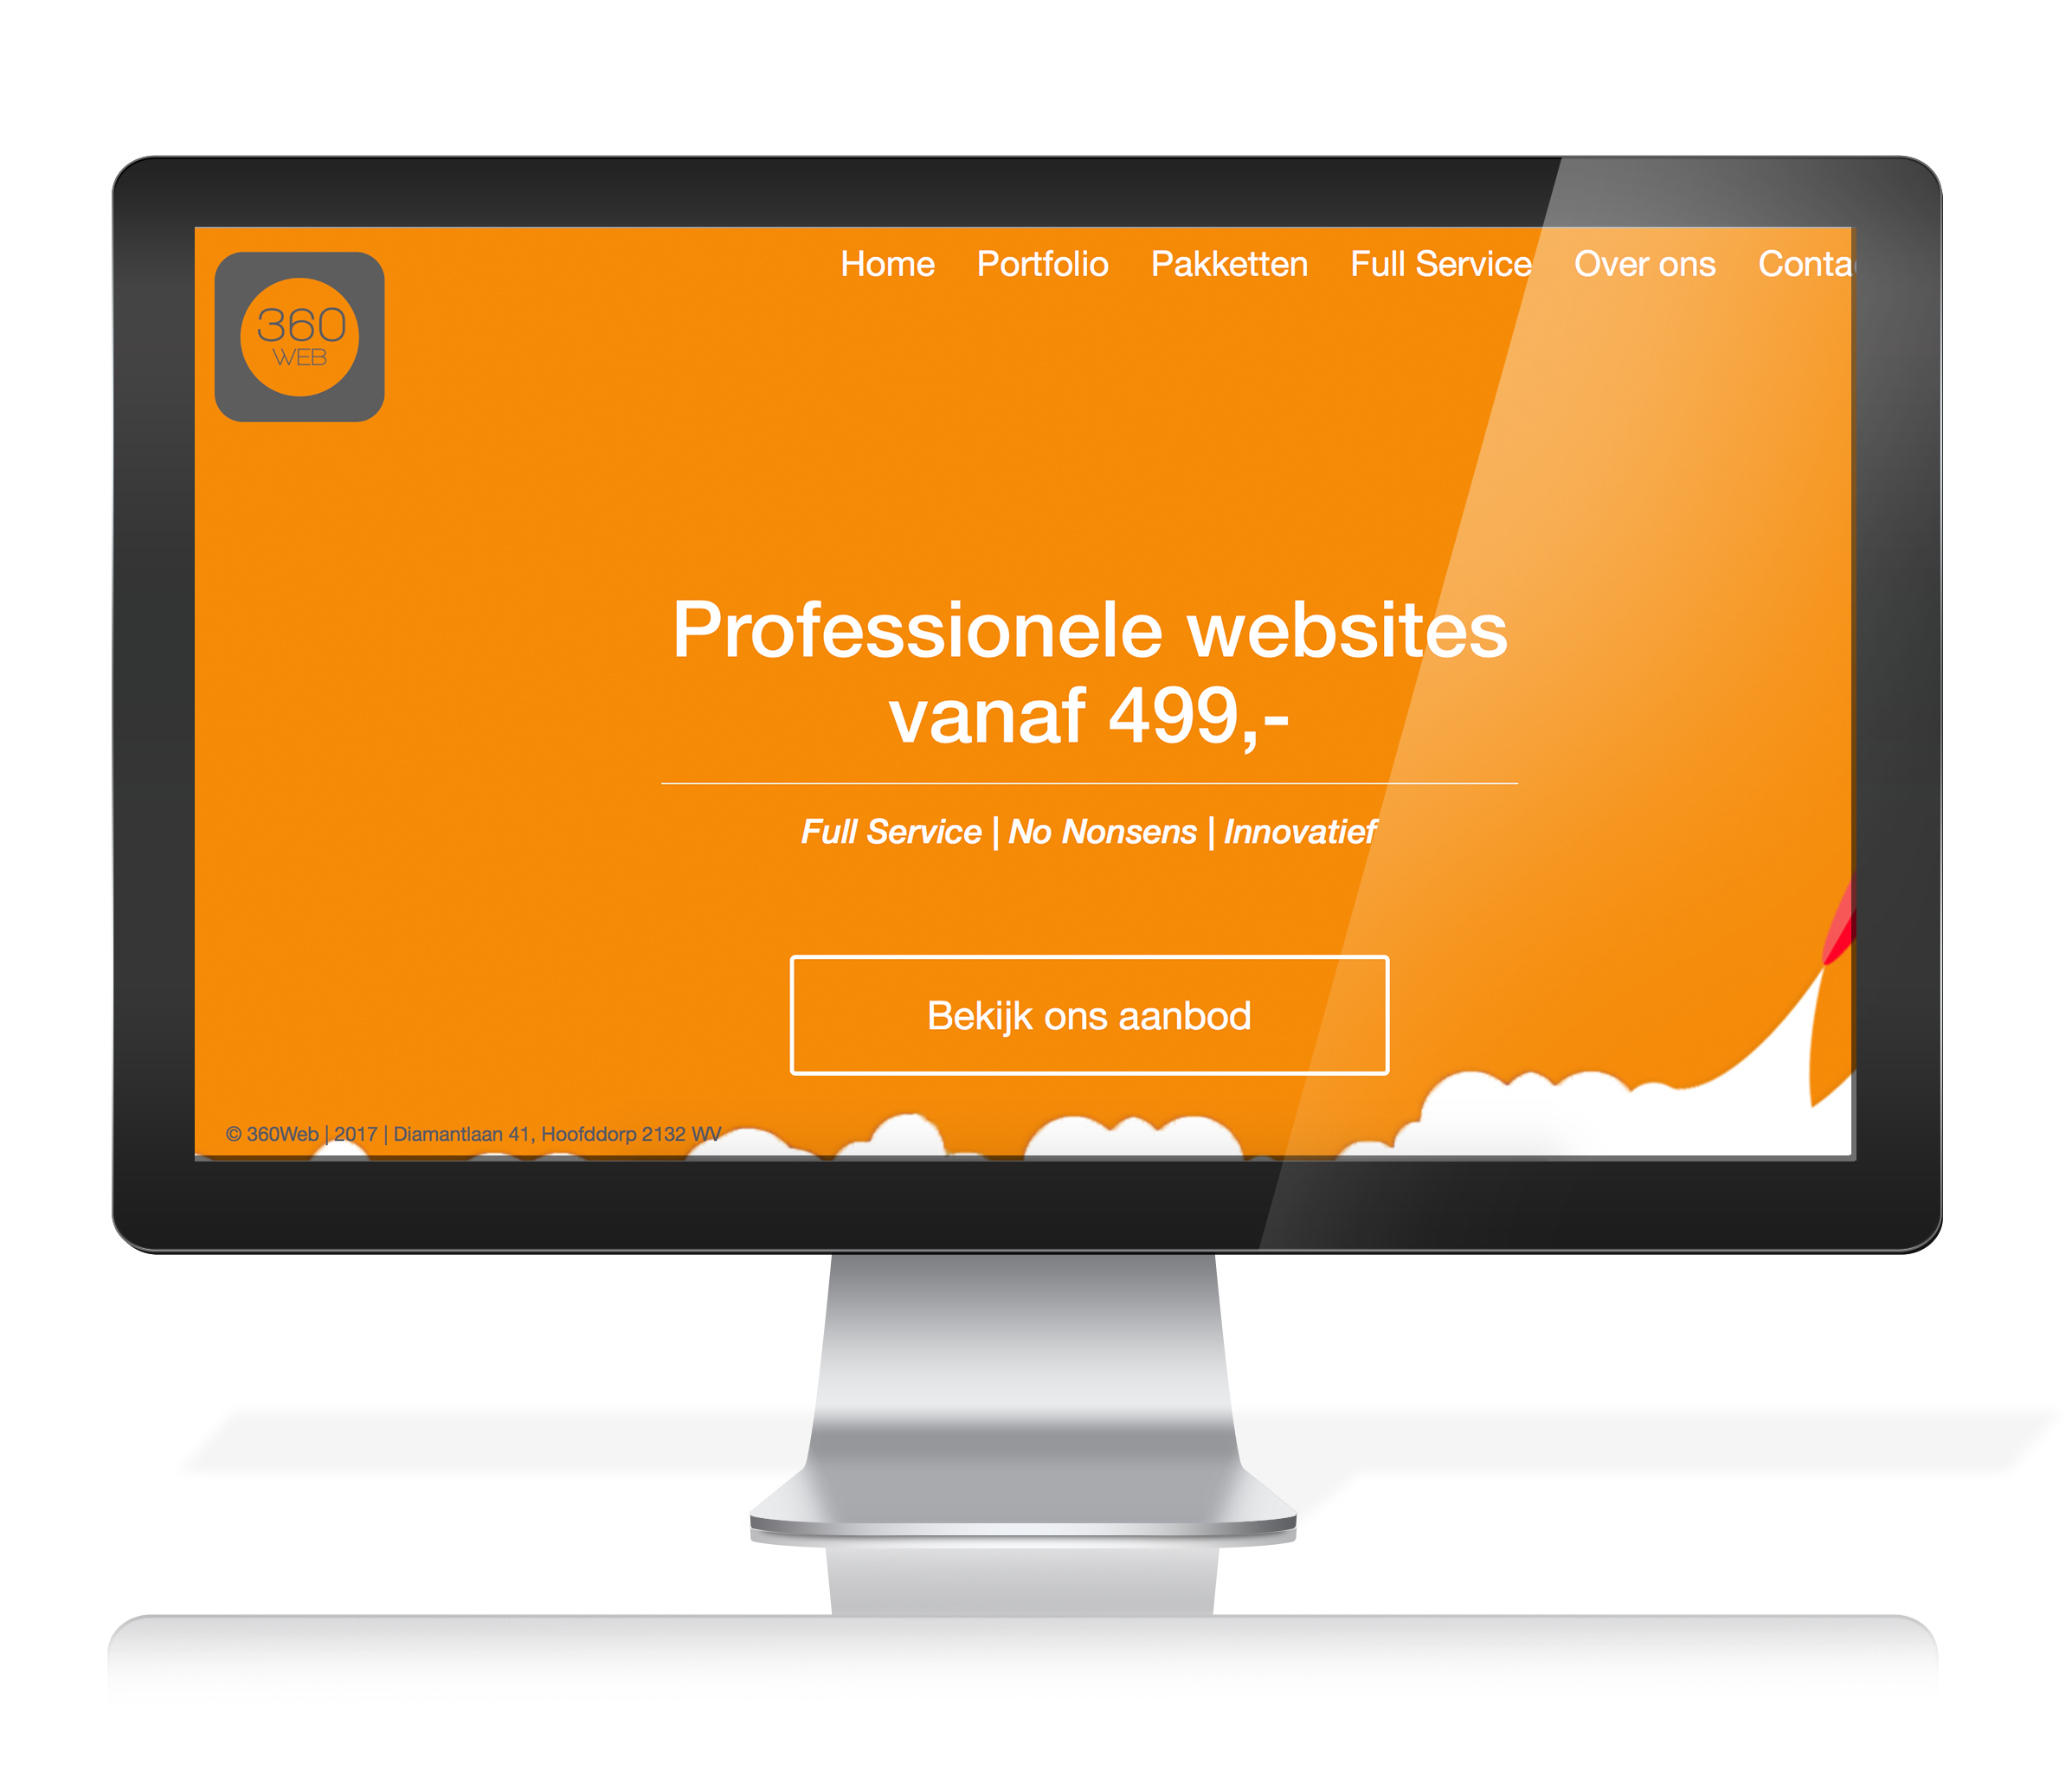 360
WEB
Home Portfolio Pakketten Full Service Over ons Conta
Professionele websites
vanaf 499,-
Full Service | No Nonsens | Innovatief
Bekijk ons aanbod
© 360Web | 2017 | Diamantlaan 41, Hoofddorp 2132 WV